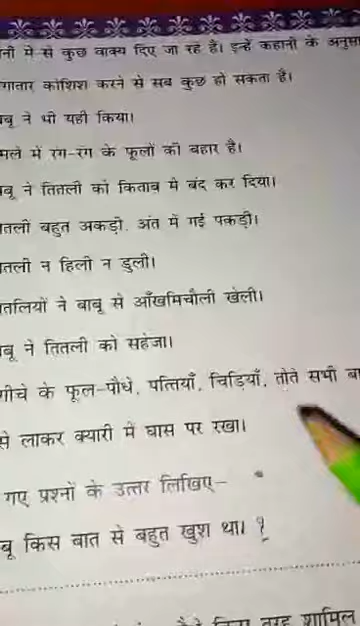 नी में से कुछ वाक्य दिए जा रहे हैं। इन्हें कहानी के अनुसा
गातार कोशिश करने से सब कुछ हो सकता है।
बू ने भी यही किया।
मले में रंग-रंग के फूलों की बहार है।
बू ने तितली को किताब में बंद कर दिया।
तली बहुत अकड़ी, अंत में गई पकड़ी।
तली न हिली न डुली।
तलियों ने बाबू से आँखमिचौली खेली।
बू ने तितली को सहेजा।
गीचे के फूल-पौधे, पत्तियाँ, चिड़ियाँ, तोते सभी बा
से लाकर क्यारी में घास पर रखा।
गए प्रश्नों के उत्तर लिखिए-
बू किस बात से बहुत खुश था। ?
तरह शामिल